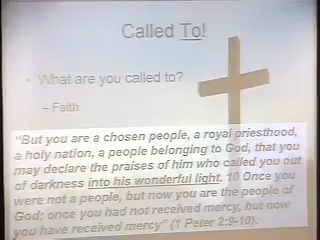 Called To!
- What are you called to?
– Faith
"But you are a chosen people, a royal priesthood,
a holy nation, a people belonging to God, that you
may declare the praises of him who called you out
of darkness into his wonderful light. 10 Once you
were not a people, but now you are the people of
God; once you had not received mercy, but now
you have received mercy" (1 Peter 2:9-10).